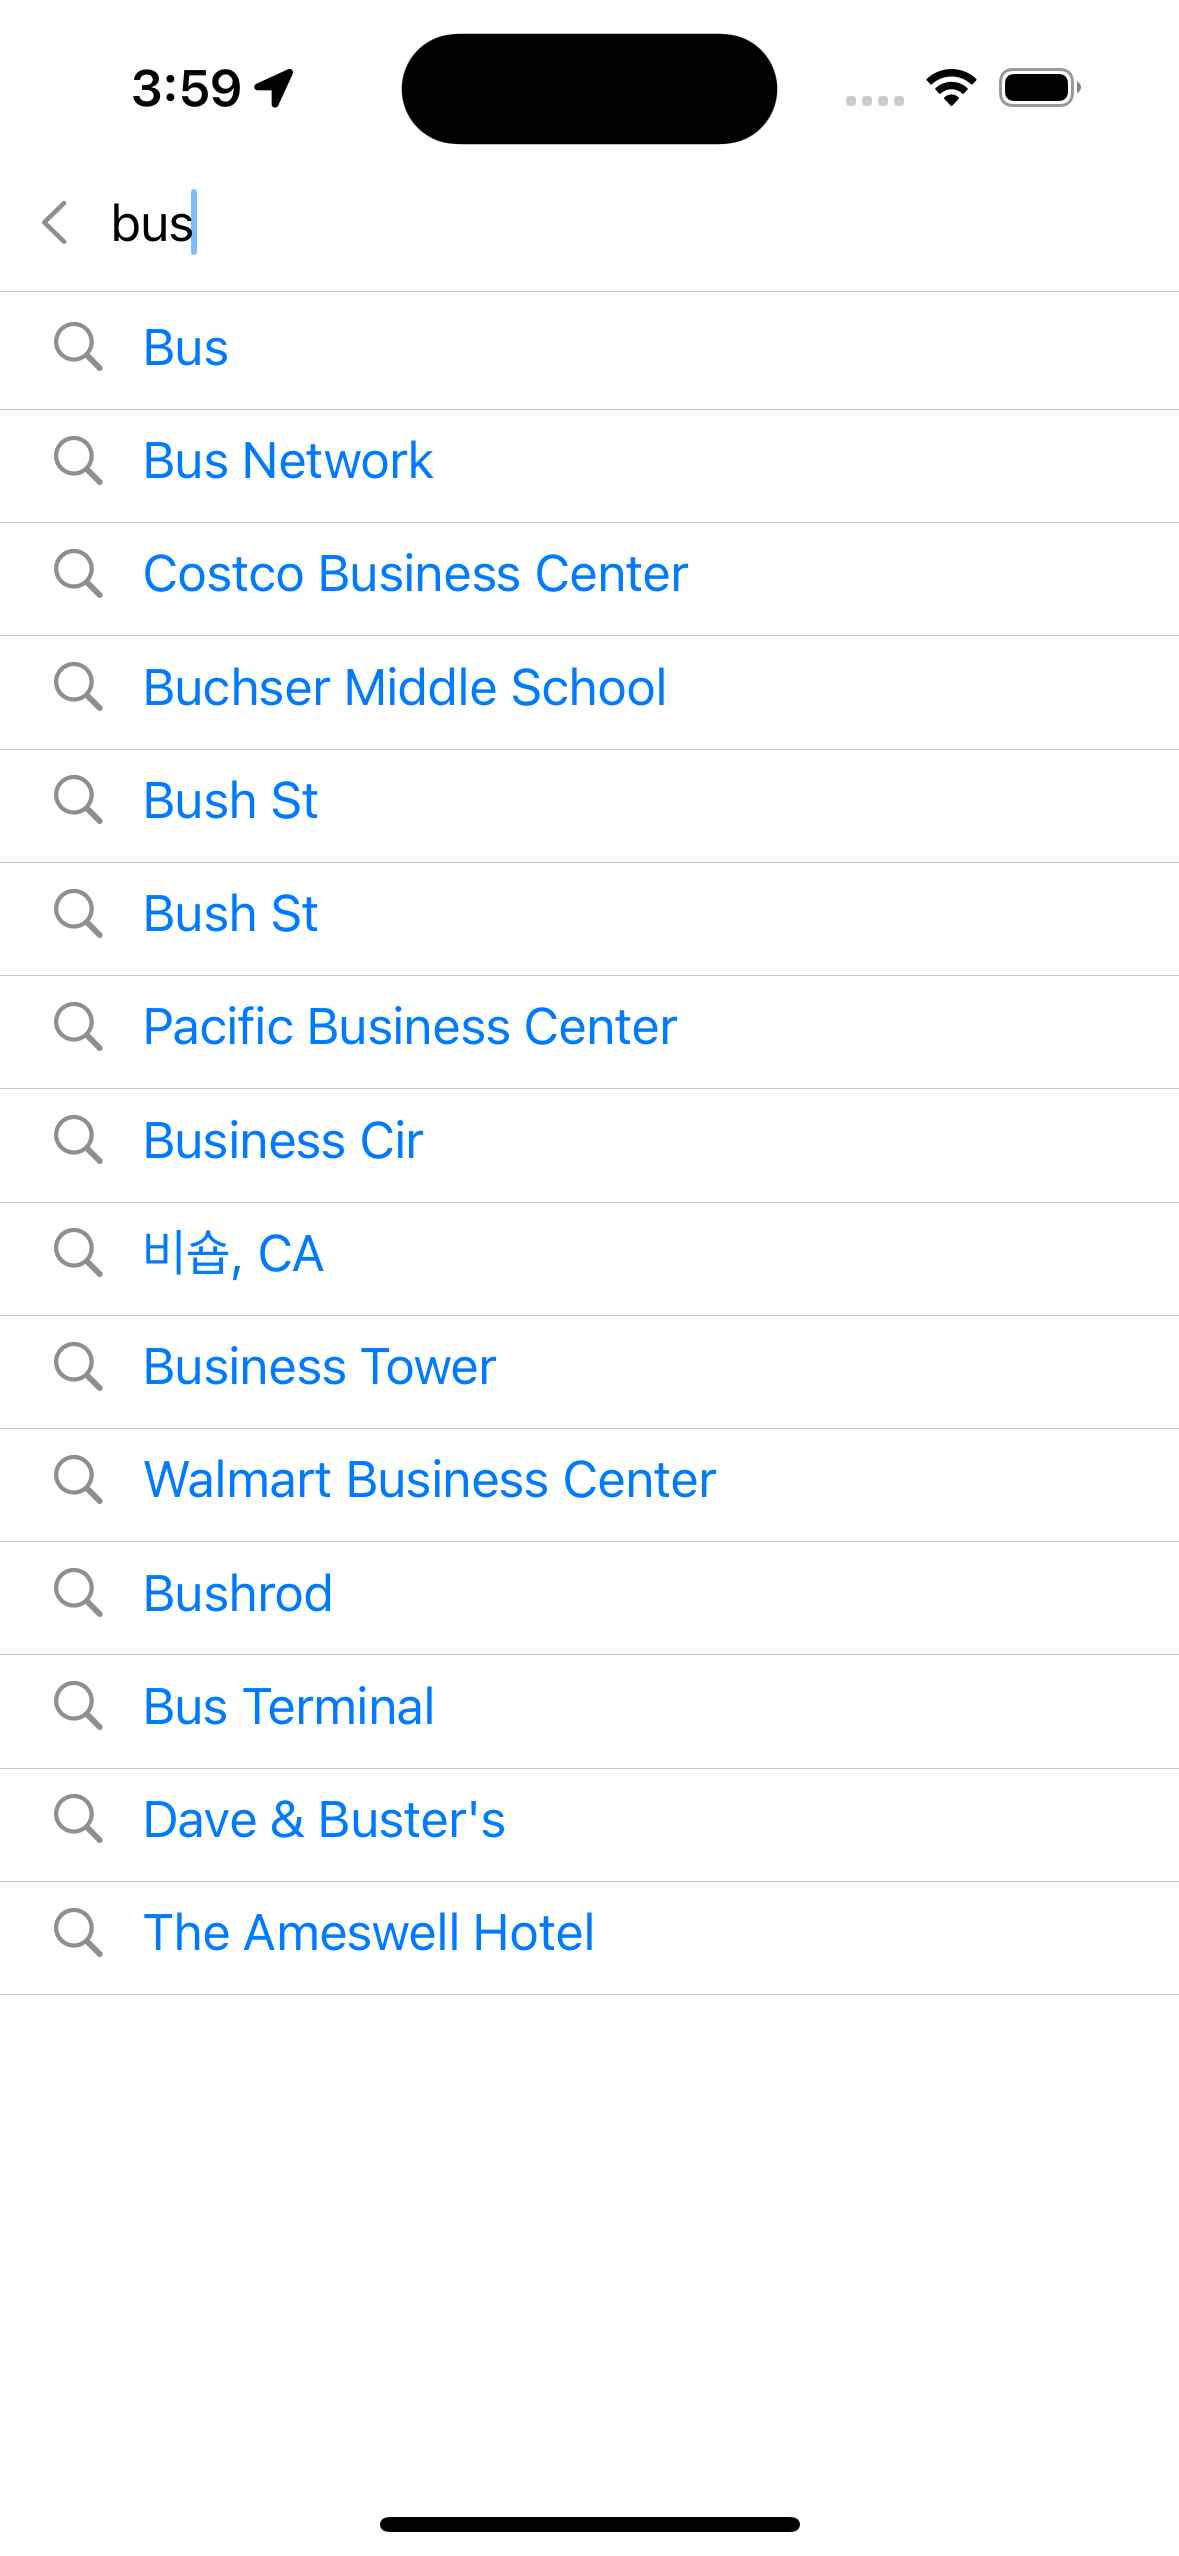 3:59
bus
Bus
Bus Network
Costco Business Center
Buchser Middle School
Bush St
Bush St
Pacific Business Center
Business Cir
비숍, CA
Business Tower
Walmart Business Center
Bushrod
Bus Terminal
Dave & Buster's
The Ameswell Hotel